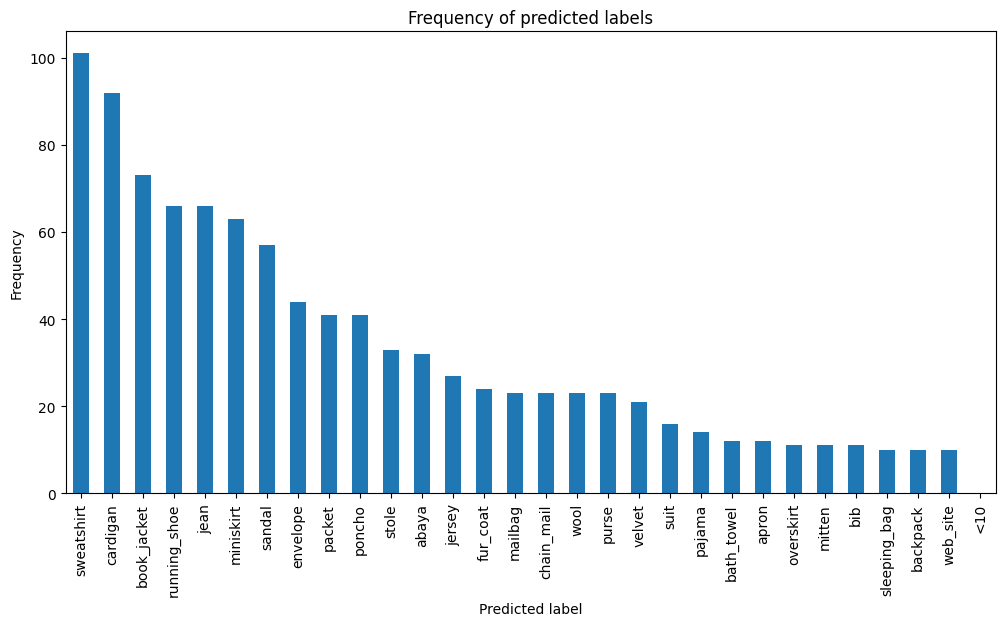 Frequency of predicted labels
Frequency
100
80
60
40
20
0
sweatshirt
cardigan
book_jacket
running_shoe
jean
miniskirt
sandal
envelope
packet
poncho
stole
abaya
jersey
fur_coat
mailbag
chain_mail
wool
purse
velvet
suit
pajama
bath_towel
apron
overskirt
mitten
bib
sleeping_bag
backpack
web_site
<10
Predicted label